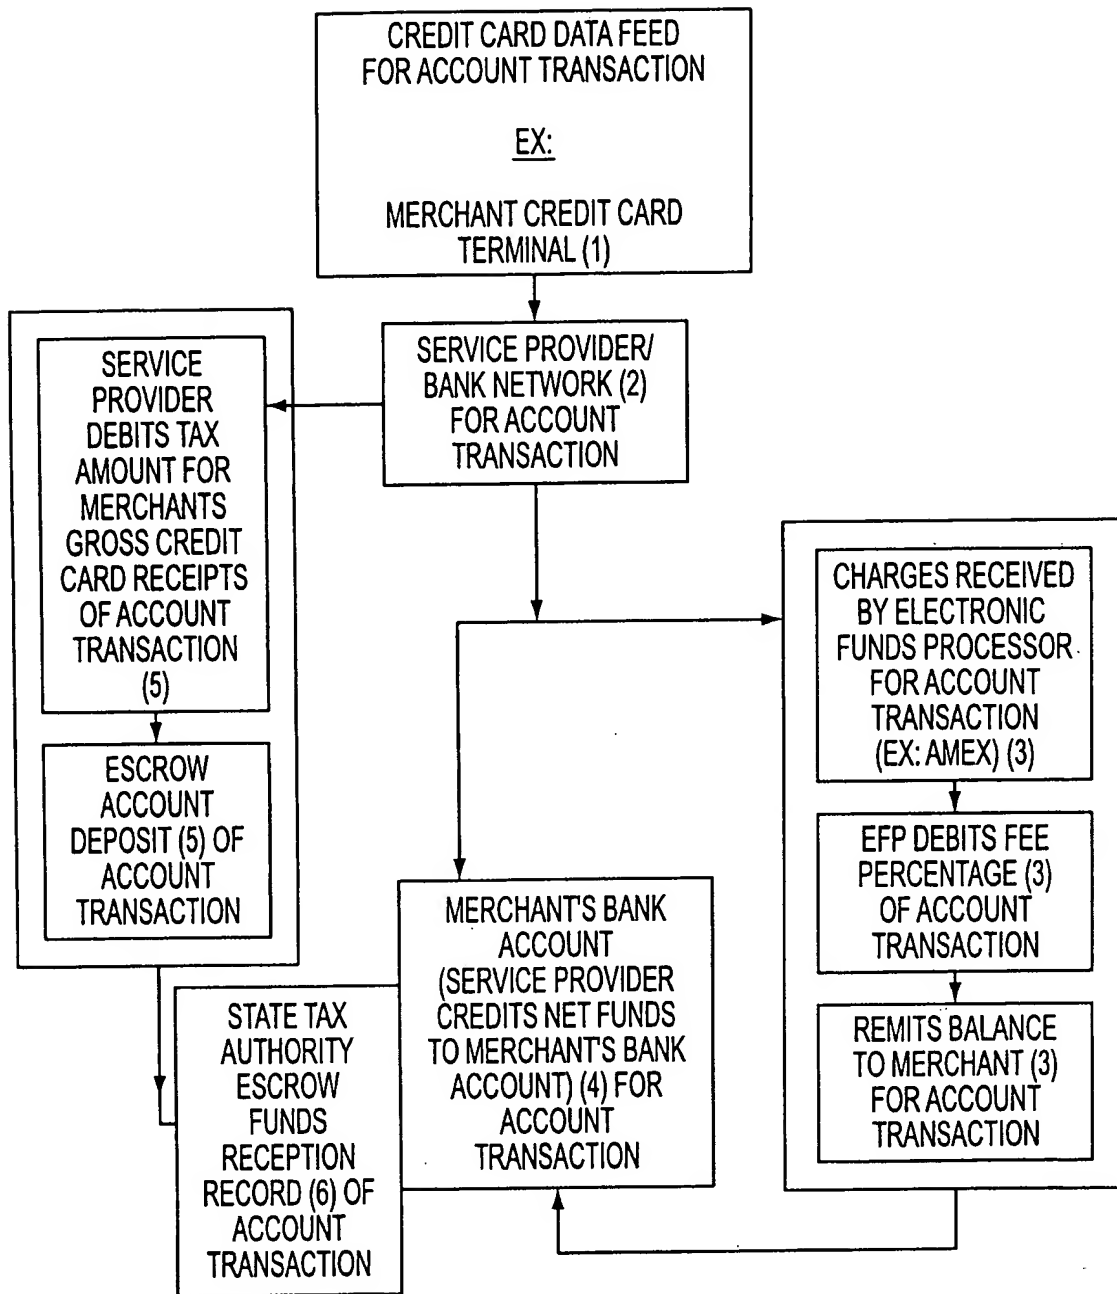 CREDIT CARD DATA FEED
FOR ACCOUNT TRANSACTION
EX:
MERCHANT CREDIT CARD
TERMINAL (1)
SERVICE PROVIDER/
BANK NETWORK (2)
FOR ACCOUNT
TRANSACTION
SERVICE
PROVIDER
DEBITS TAX
AMOUNT FOR
MERCHANTS
GROSS CREDIT
CARD RECEIPTS
OF ACCOUNT
TRANSACTION
(5)
ESCROW
ACCOUNT
DEPOSIT (5) OF
ACCOUNT
TRANSACTION
CHARGES RECEIVED
BY ELECTRONIC
FUNDS PROCESSOR
FOR ACCOUNT
TRANSACTION
(EX: AMEX) (3)
EFP DEBITS FEE
PERCENTAGE (3)
OF ACCOUNT
TRANSACTION
REMITS BALANCE
TO MERCHANT (3)
FOR ACCOUNT
TRANSACTION
MERCHANT'S BANK
ACCOUNT
(SERVICE PROVIDER
CREDITS NET FUNDS
TO MERCHANT'S BANK
ACCOUNT) (4) FOR
ACCOUNT
TRANSACTION
STATE TAX
AUTHORITY
ESCROW
FUNDS
RECEPTION
RECORD (6) OF
ACCOUNT
TRANSACTION